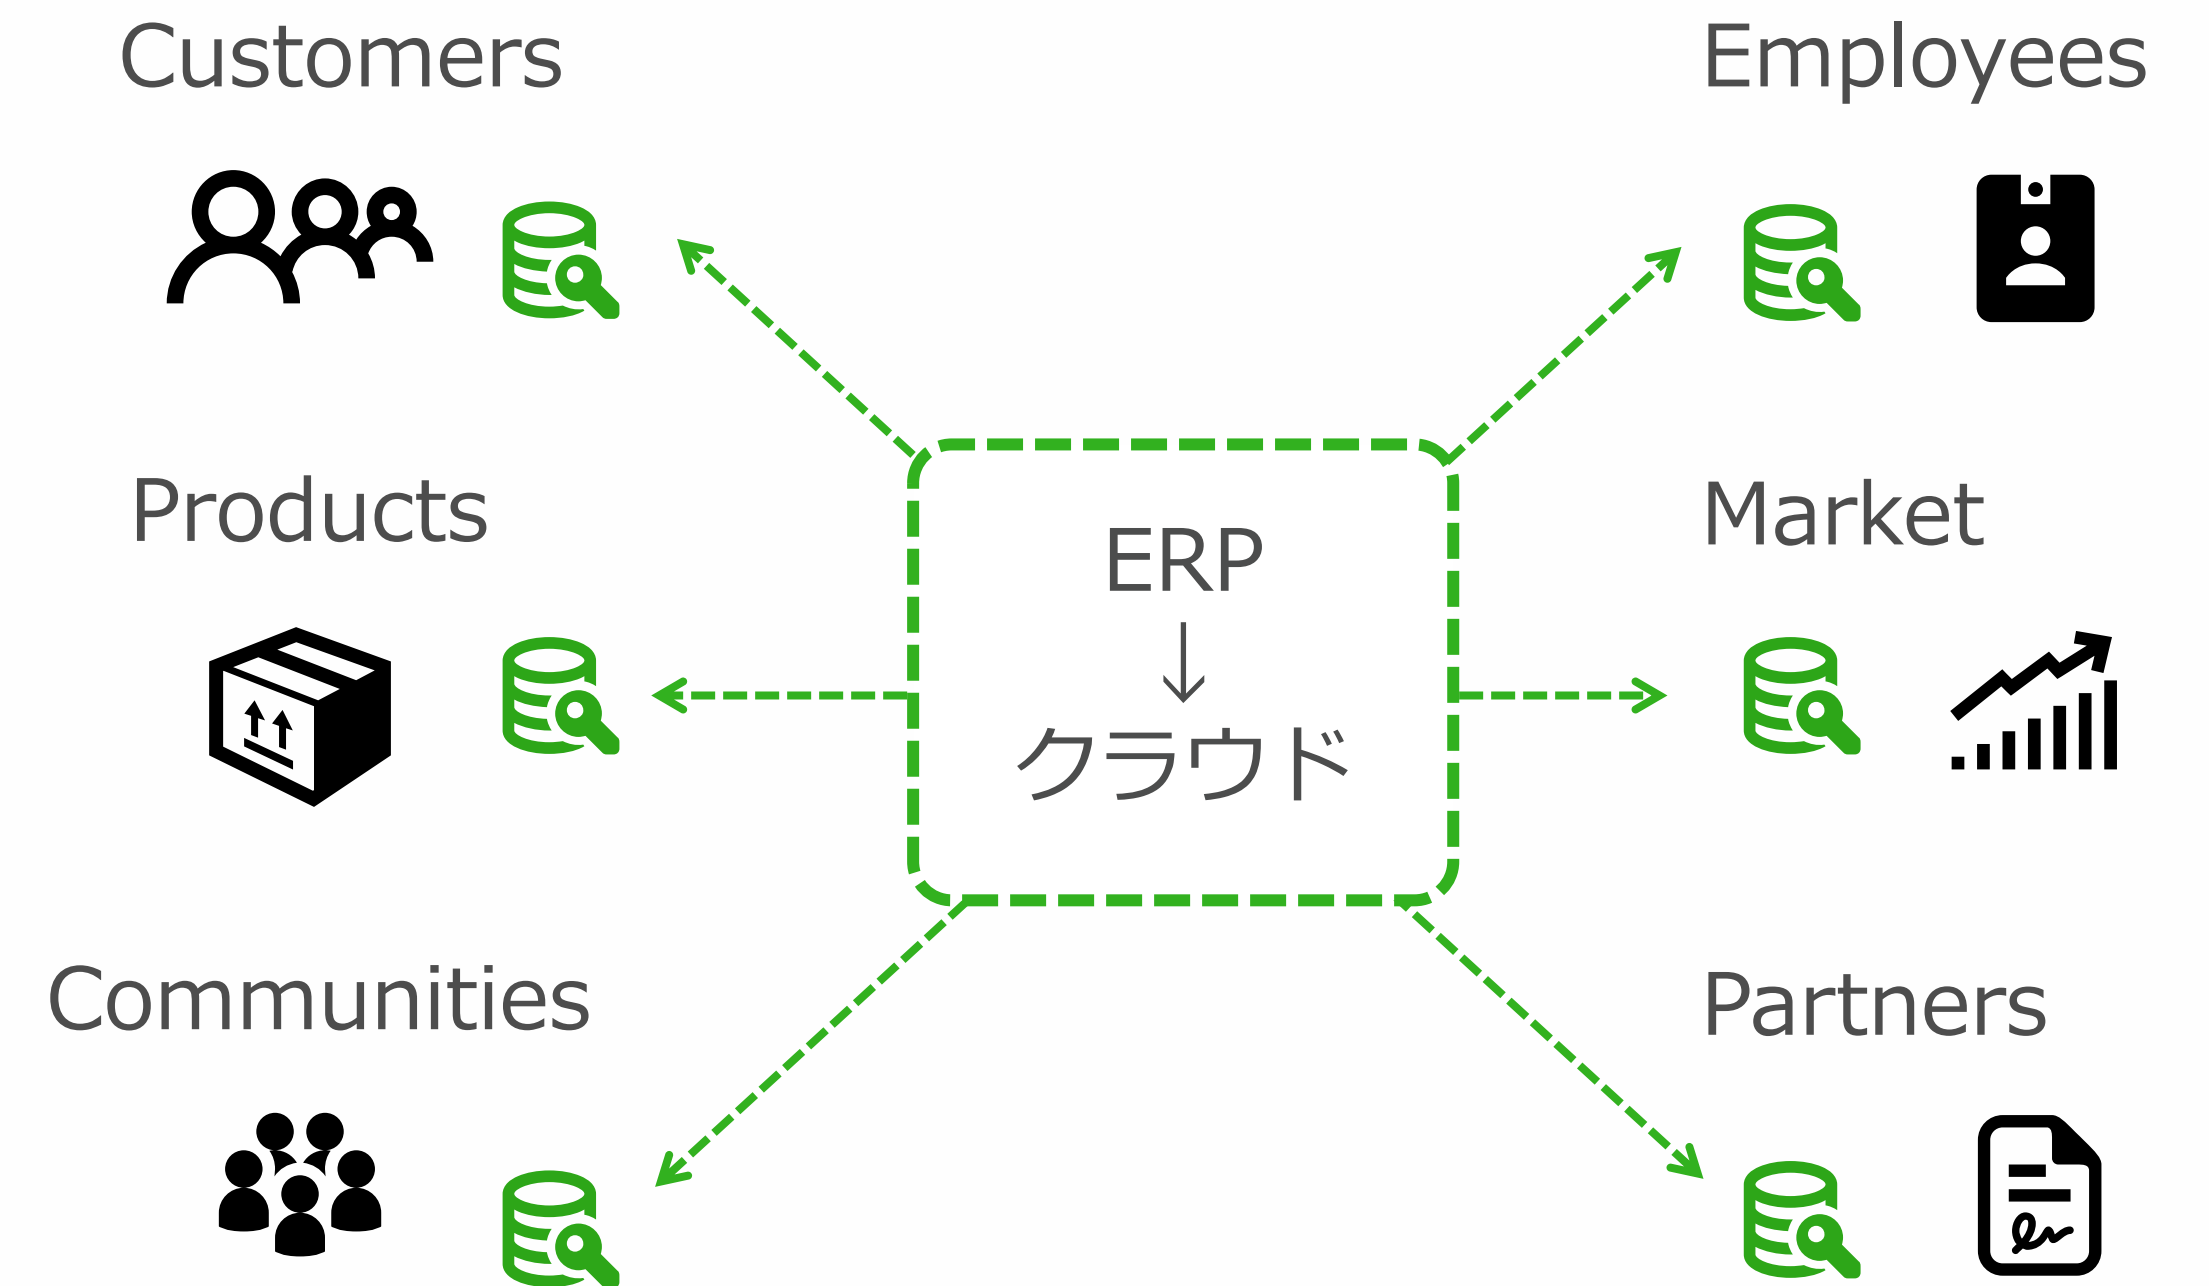 Customers
Employees
Products
Market
ERP
↓
クラウド
Communities
Partners